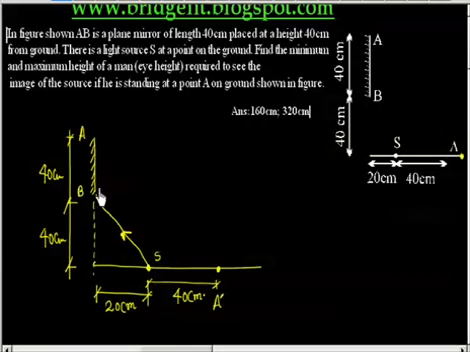 www.bridgeiit.blogspot.com
In figure shown AB is a plane mirror of length 40cm placed at a height 40cm
from ground. There is a light source S at a point on the ground. Find the minimum
and maximum height of a man (eye height) required to see the
image of the source if he is standing at a point A on ground shown in figure.
Ans:160cm; 320cm
A
40 cm
B
40 cm
S
A
20cm
40cm
A
40cm
B
40cm
S
20cm
40cm.
A'